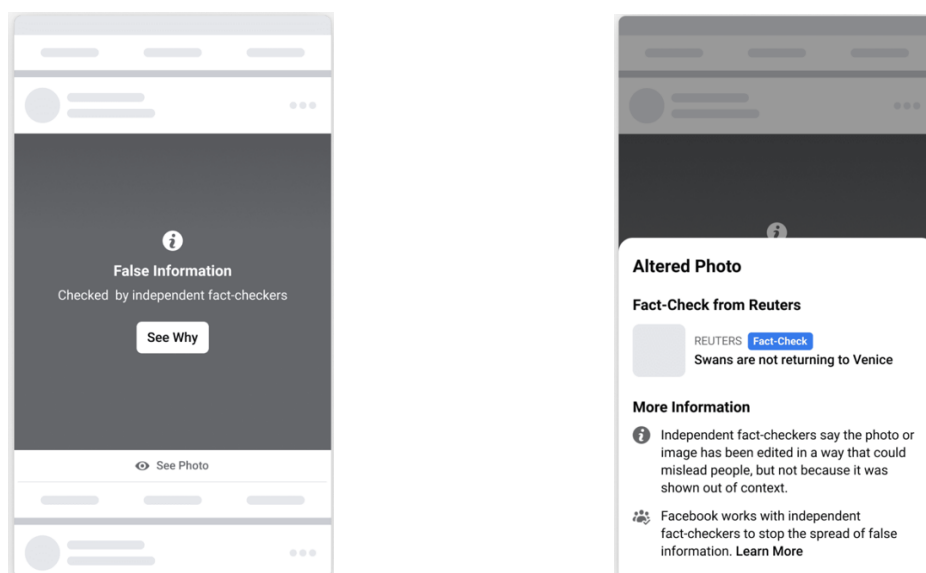 False Information
Checked by independent fact-checkers
See Why
See Photo
Altered Photo
Fact-Check from Reuters
REUTERS Fact-Check
Swans are not returning to Venice
More Information
Independent fact-checkers say the photo or
image has been edited in a way that could
mislead people, but not because it was
shown out of context.
Facebook works with independent
fact-checkers to stop the spread of false
information. Learn More